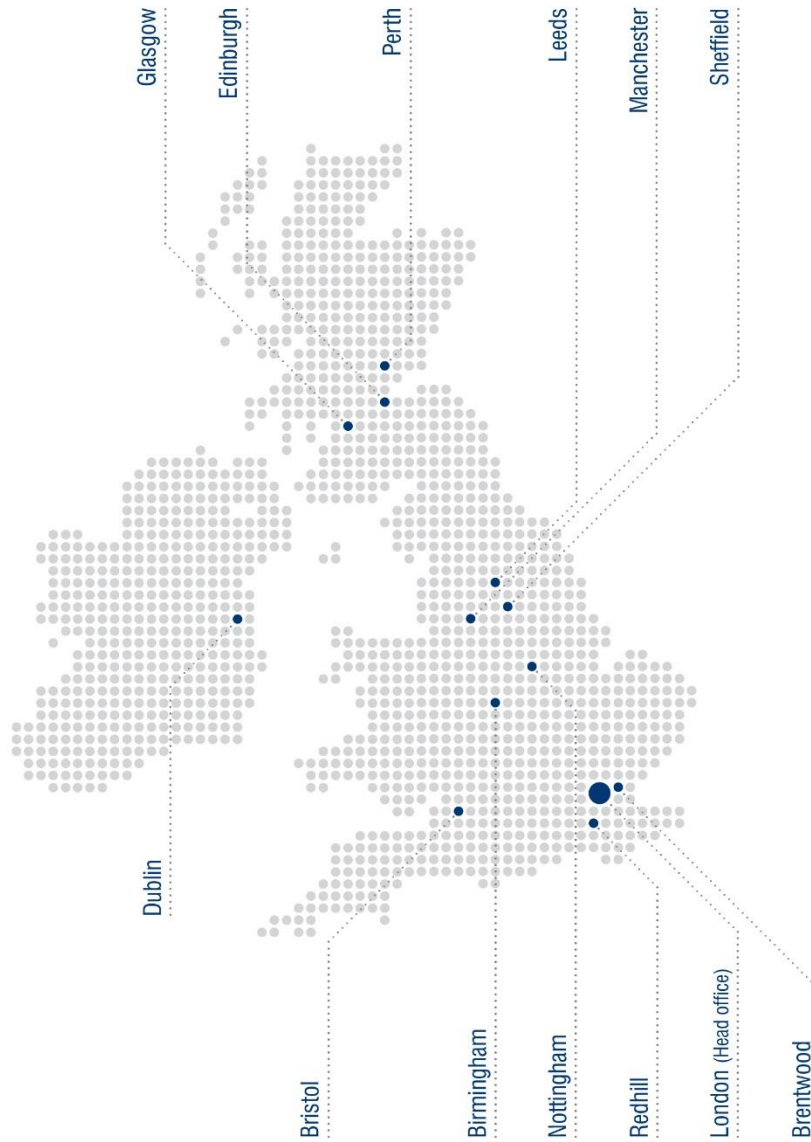 Glasgow
Edinburgh
Perth
Leeds
Manchester
Sheffield
Dublin
Bristol
Birmingham
Nottingham
Redhill
London (Head office)
Brentwood